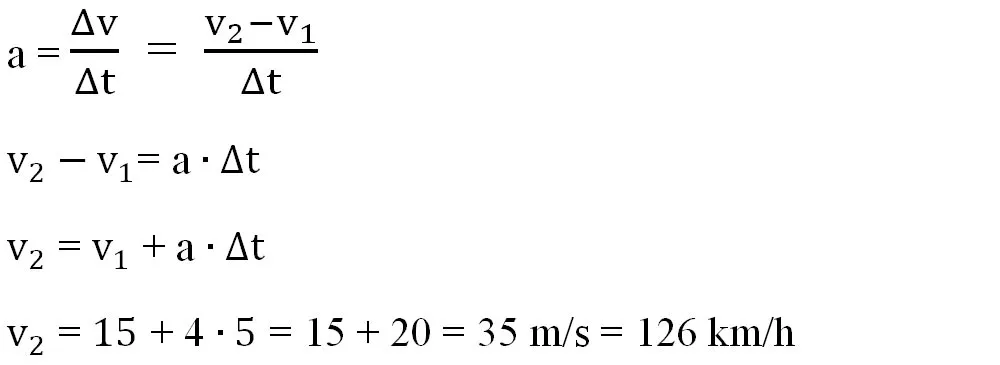 a = Δv/Δt = v₂−v₁/Δt
v₂ − v₁= a · Δt
v₂ = v₁ + a · Δt
v₂ = 15 + 4 · 5 = 15 + 20 = 35 m/s = 126 km/h